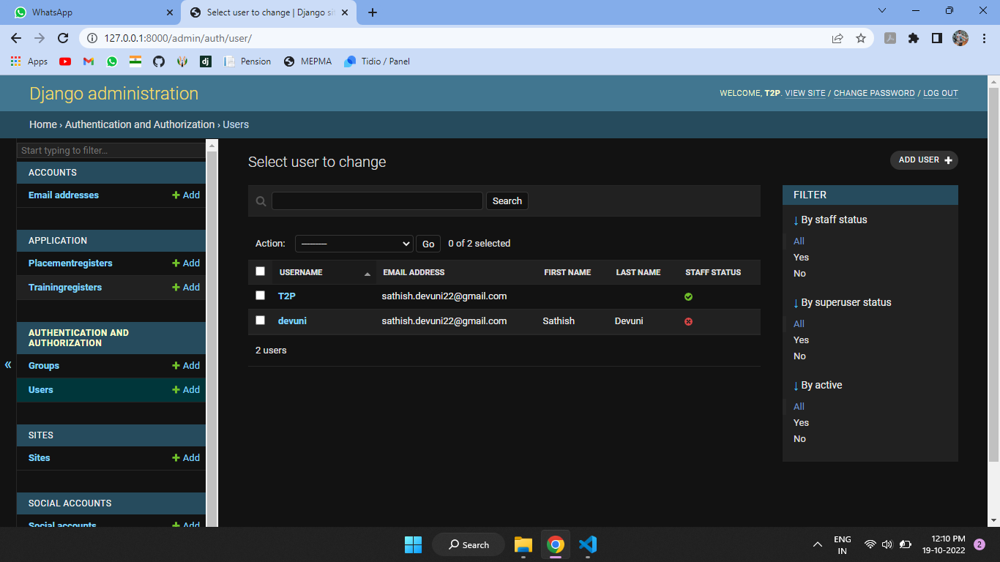 WhatsApp
Select user to change | Django si
127.0.0.1:8000/admin/auth/user/
Apps
dj
Pension
MEPMA
Tidio / Panel
Django administration
WELCOME, T2P. VIEW SITE / CHANGE PASSWORD / LOG OUT
Home › Authentication and Authorization › Users
Start typing to filter...
ACCOUNTS
Email addresses + Add
APPLICATION
Placementregisters + Add
Trainingregisters + Add
AUTHENTICATION AND
AUTHORIZATION
Groups + Add
Users + Add
SITES
Sites + Add
SOCIAL ACCOUNTS
Social accounts + Add
«
Select user to change
ADD USER +
Search
Action: --------- Go 0 of 2 selected
USERNAME EMAIL ADDRESS FIRST NAME LAST NAME STAFF STATUS
T2P sathish.devuni22@gmail.com
devuni sathish.devuni22@gmail.com Sathish Devuni
2 users
FILTER
↓ By staff status
All
Yes
No
↓ By superuser status
All
Yes
No
↓ By active
All
Yes
No
Search
ENG
IN
12:10 PM
19-10-2022
2